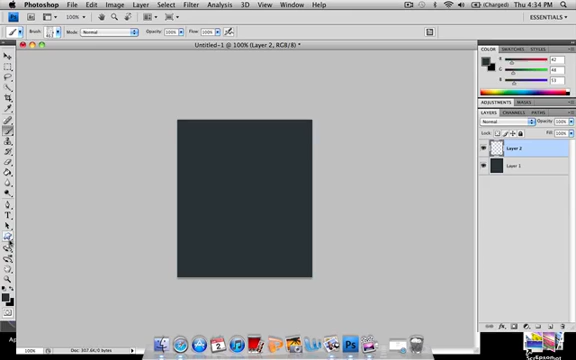 Photoshop File Edit Image Layer Select Filter Analysis 3D View Window Help (Charged) Thu 4:34 PM
100% ESSENTIALS
Brush: Mode: Normal Opacity: 100% Flow: 100%
Untitled-1 @ 100% (Layer 2, RGB/8) *
COLOR SWATCHES STYLES
R 42
G 48
B 53
ADJUSTMENTS MASKS
LAYERS CHANNELS PATHS
Normal Opacity: 100%
Lock: Fill: 100%
Layer 2
Layer 1
100% Doc: 307.6K/0 bytes